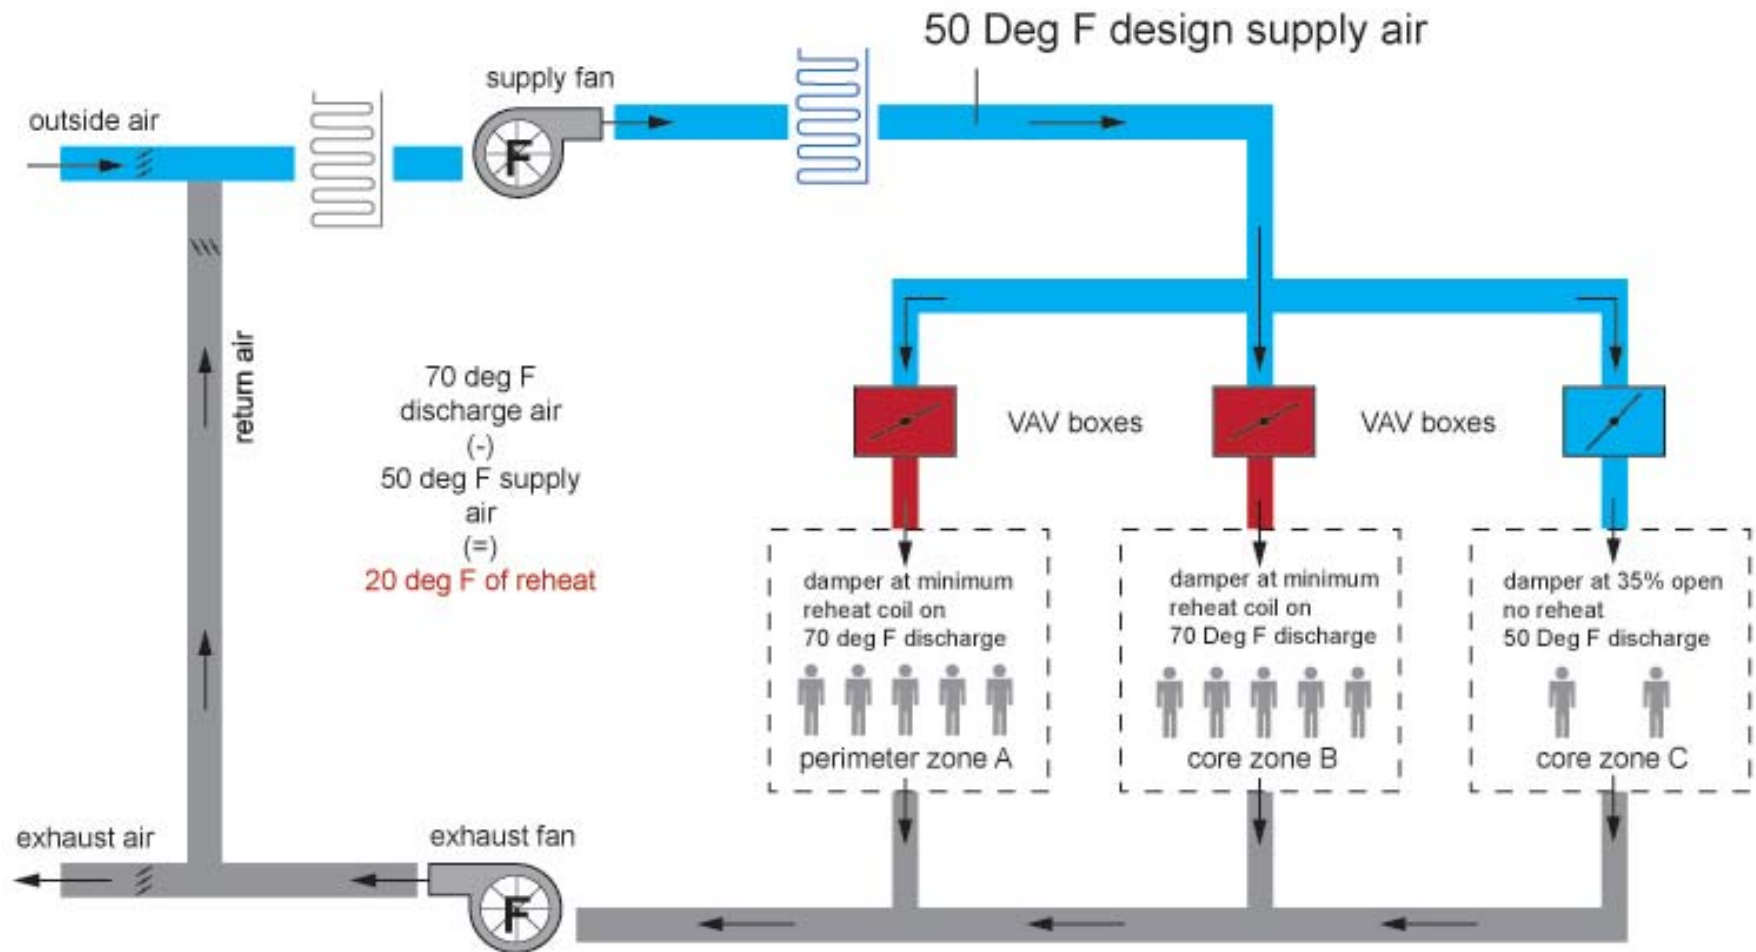 50 Deg F design supply air
supply fan
outside air
F
return air
70 deg F
discharge air
(-)
50 deg F supply
air
(=)
20 deg F of reheat
VAV boxes
VAV boxes
damper at minimum
reheat coil on
70 deg F discharge
perimeter zone A
damper at minimum
reheat coil on
70 Deg F discharge
core zone B
damper at 35% open
no reheat
50 Deg F discharge
core zone C
exhaust air
exhaust fan
F